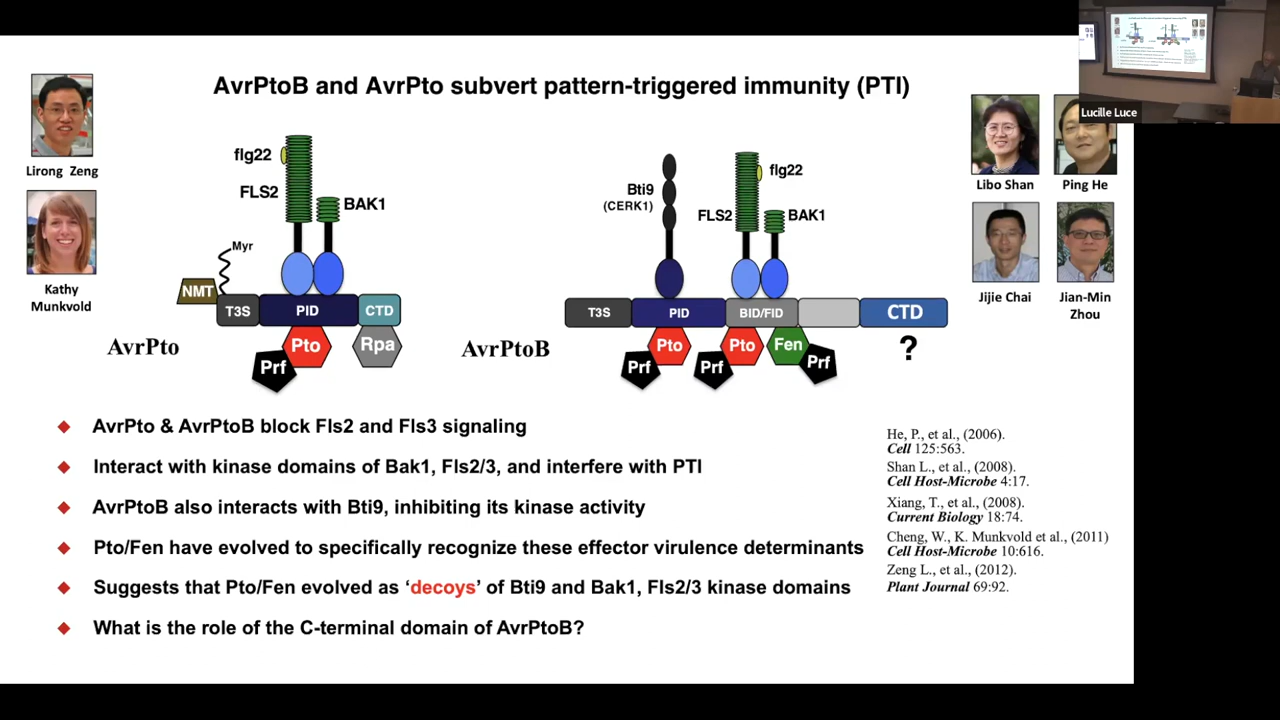 AvrPtoB and AvrPto subvert pattern-triggered immunity (PTI)
Lirong Zeng
Kathy
Munkvold
Libo Shan
Ping He
Jijie Chai
Jian-Min
Zhou
Lucille Luce
flg22
FLS2
BAK1
Myr
NMT
T3S
PID
CTD
AvrPto
Pto
Rpa
Prf
Bti9
(CERK1)
flg22
FLS2
BAK1
T3S
PID
BID/FID
CTD
AvrPtoB
Pto
Pto
Fen
?
Prf
Prf
Prf
AvrPto & AvrPtoB block Fls2 and Fls3 signaling
Interact with kinase domains of Bak1, Fls2/3, and interfere with PTI
AvrPtoB also interacts with Bti9, inhibiting its kinase activity
Pto/Fen have evolved to specifically recognize these effector virulence determinants
Suggests that Pto/Fen evolved as ‘decoys’ of Bti9 and Bak1, Fls2/3 kinase domains
What is the role of the C-terminal domain of AvrPtoB?
He, P., et al., (2006).
Cell 125:563.
Shan L., et al., (2008).
Cell Host-Microbe 4:17.
Xiang, T., et al., (2008).
Current Biology 18:74.
Cheng, W., K. Munkvold et al., (2011)
Cell Host-Microbe 10:616.
Zeng L., et al., (2012).
Plant Journal 69:92.